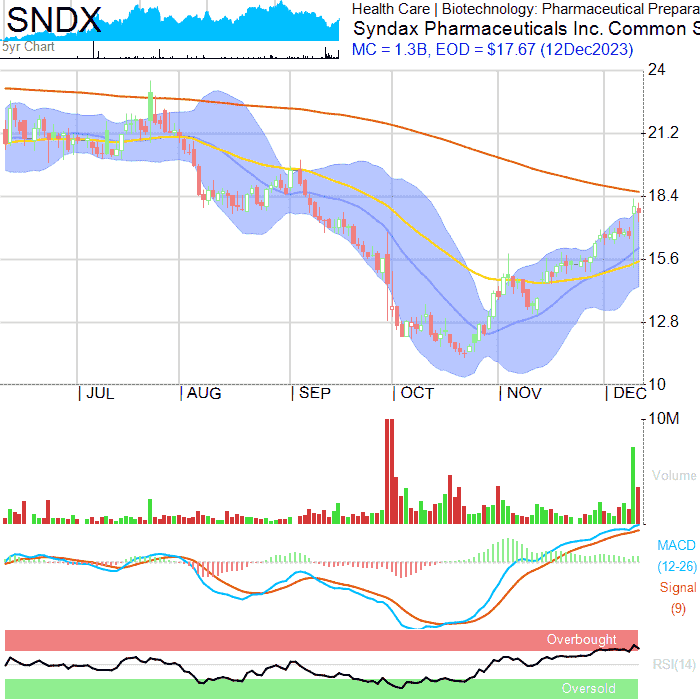 SNDX
5yr Chart
Health Care | Biotechnology: Pharmaceutical Prepara
Syndax Pharmaceuticals Inc. Common S
MC = 1.3B, EOD = $17.67 (12Dec2023)
24
21.2
18.4
15.6
12.8
10
JUL AUG SEP OCT NOV DEC
10M
Volume
MACD
(12-26)
Signal
(9)
Overbought
RSI(14)
Oversold